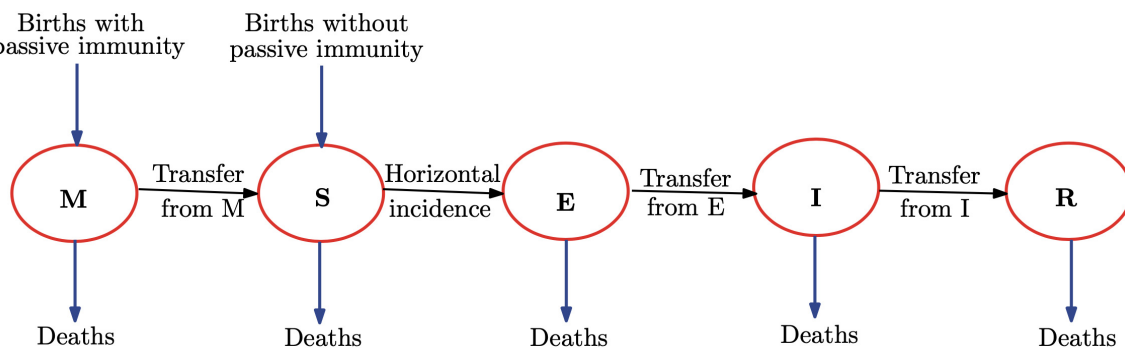 Births with
passive immunity
Births without
passive immunity
M
Transfer
from M
S
Horizontal
incidence
E
Transfer
from E
I
Transfer
from I
R
Deaths
Deaths
Deaths
Deaths
Deaths